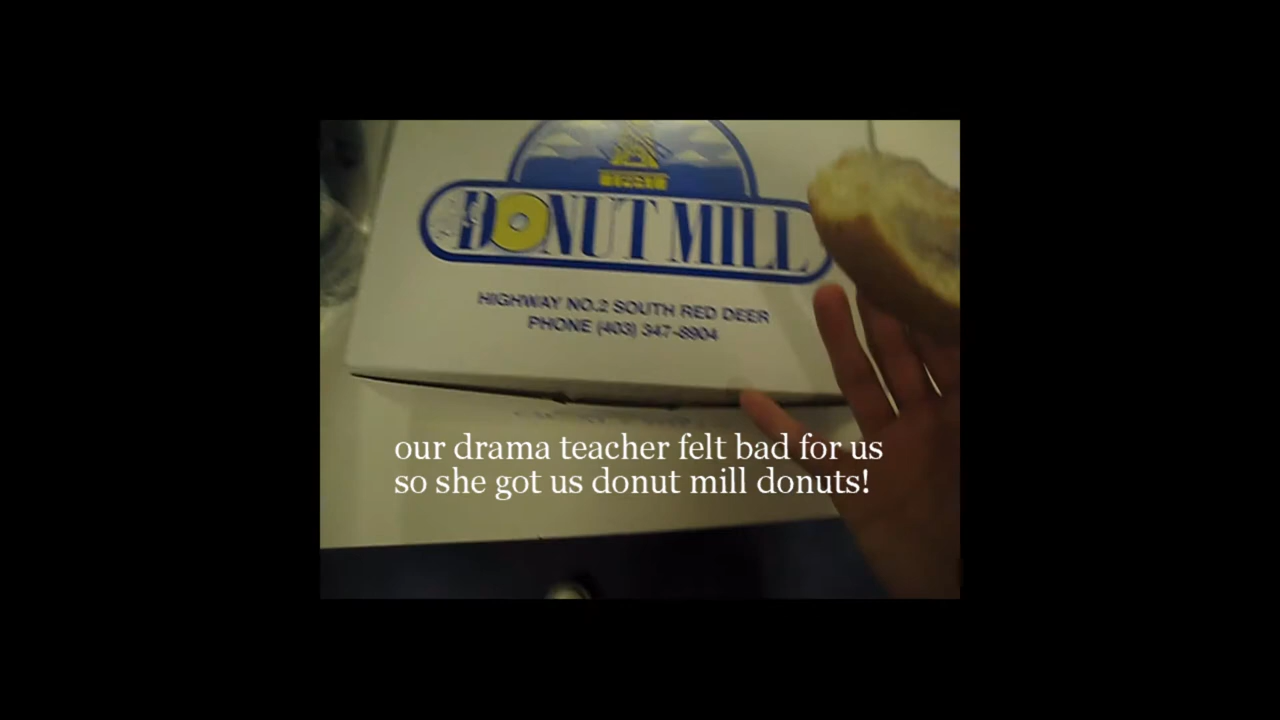 DONUT MILL
HIGHWAY NO.2 SOUTH RED DEER
PHONE (403) 347-8904
our drama teacher felt bad for us
so she got us donut mill donuts!